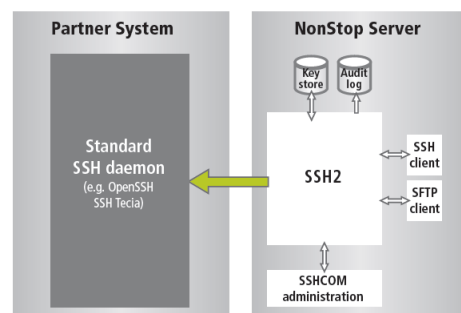 Partner System
Standard
SSH daemon
(e.g. OpenSSH
SSH Tecia)
NonStop Server
Key
store
Audit
log
SSH2
SSH
client
SFTP
client
SSHCOM
administration